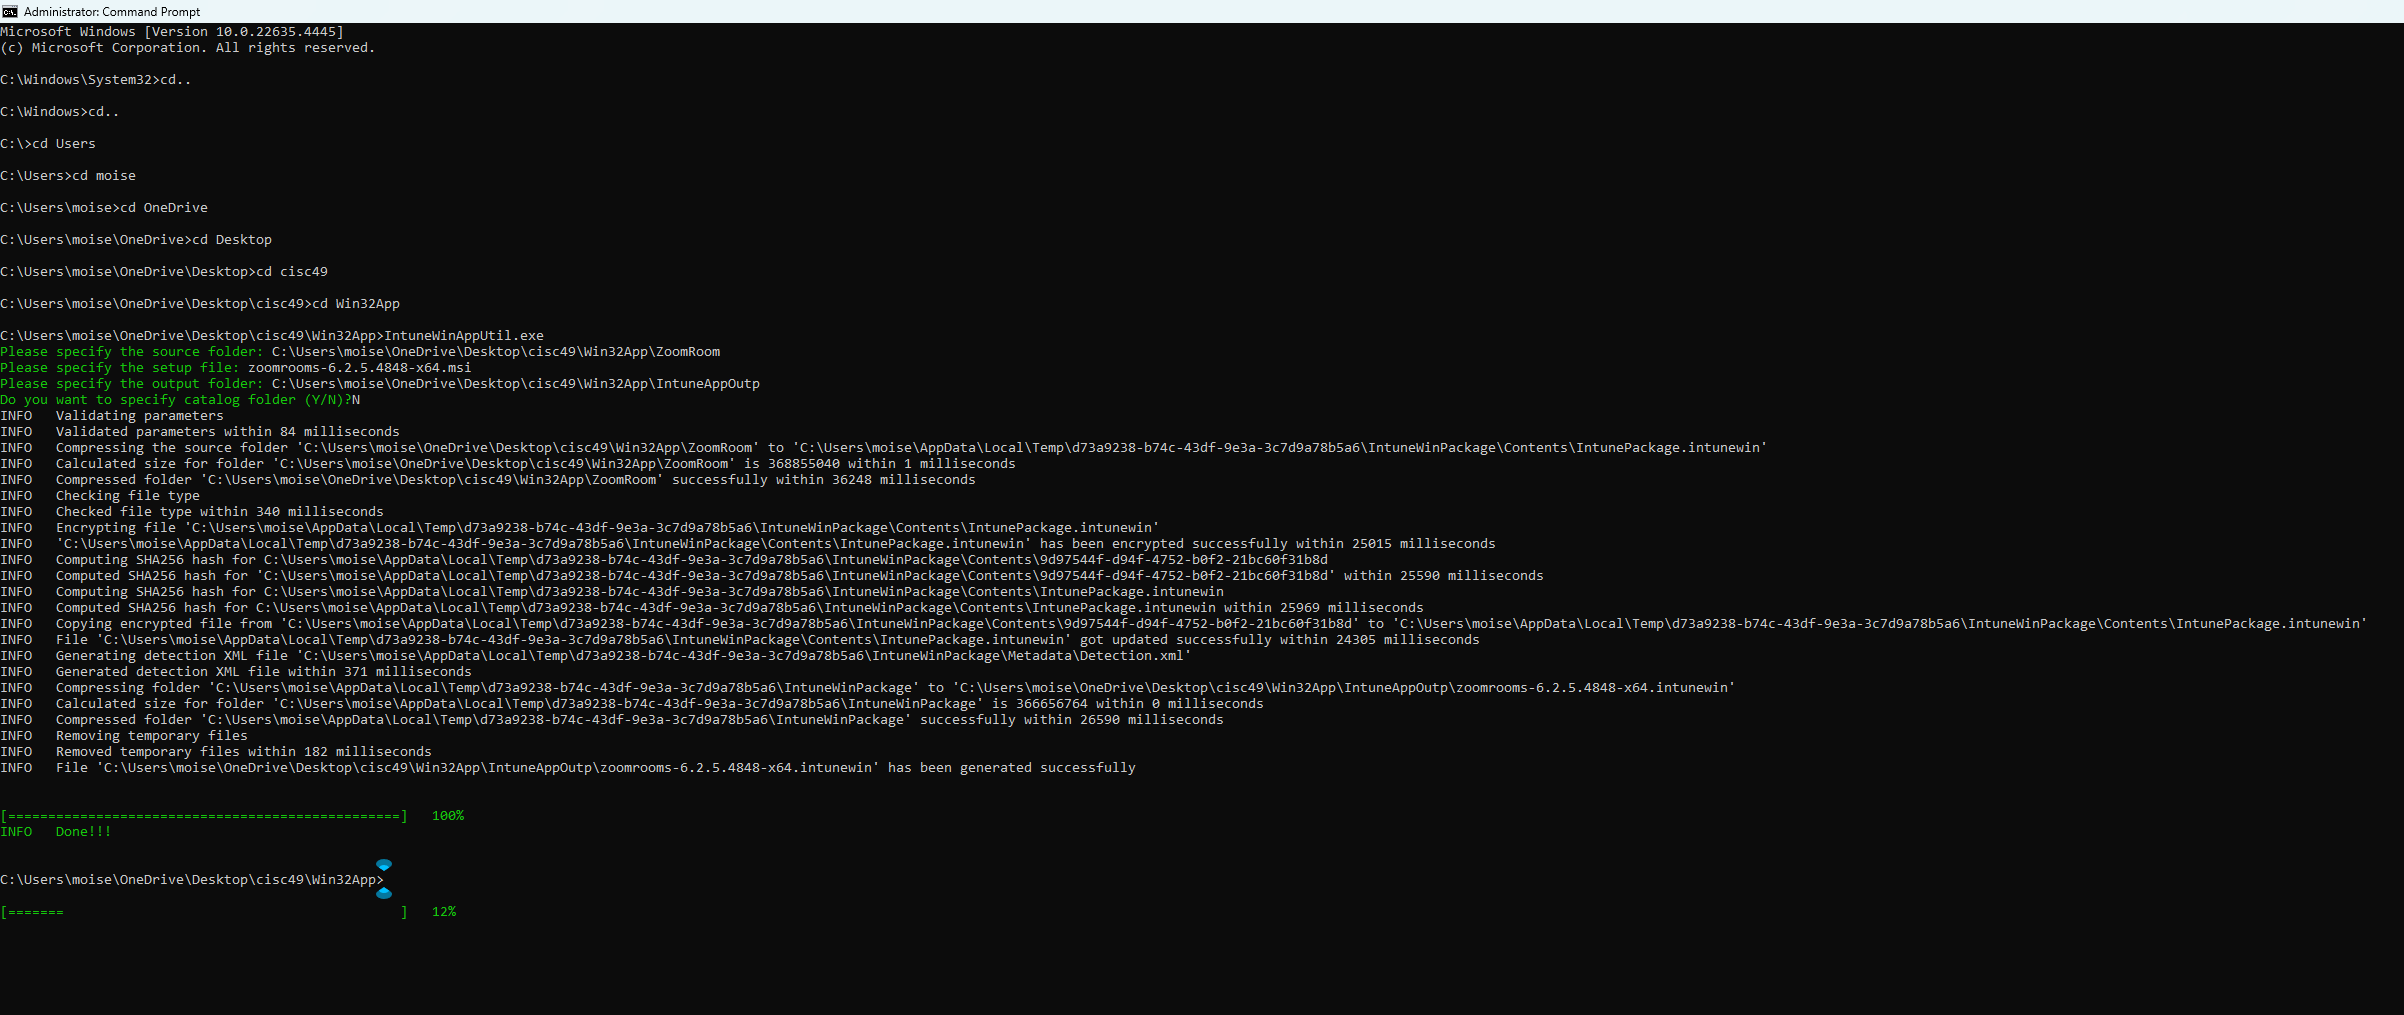 Administrator: Command Prompt
Microsoft Windows [Version 10.0.22635.4445]
(c) Microsoft Corporation. All rights reserved.
C:\Windows\System32>cd..
C:\Windows>cd..
C:\>cd Users
C:\Users>cd moise
C:\Users\moise>cd OneDrive
C:\Users\moise\OneDrive>cd Desktop
C:\Users\moise\OneDrive\Desktop>cd cisc49
C:\Users\moise\OneDrive\Desktop\cisc49>cd Win32App
C:\Users\moise\OneDrive\Desktop\cisc49\Win32App>IntuneWinAppUtil.exe
Please specify the source folder: C:\Users\moise\OneDrive\Desktop\cisc49\Win32App\ZoomRoom
Please specify the setup file: zoomrooms-6.2.5.4848-x64.msi
Please specify the output folder: C:\Users\moise\OneDrive\Desktop\cisc49\Win32App\IntuneAppOutp
Do you want to specify catalog folder (Y/N)?N
INFO   Validating parameters
INFO   Validated parameters within 84 milliseconds
INFO   Compressing the source folder 'C:\Users\moise\OneDrive\Desktop\cisc49\Win32App\ZoomRoom' to 'C:\Users\moise\AppData\Local\Temp\d73a9238-b74c-43df-9e3a-3c7d9a78b5a6\IntuneWinPackage\Contents\IntunePackage.intunewin'
INFO   Calculated size for folder 'C:\Users\moise\OneDrive\Desktop\cisc49\Win32App\ZoomRoom' is 368855040 within 1 milliseconds
INFO   Compressed folder 'C:\Users\moise\OneDrive\Desktop\cisc49\Win32App\ZoomRoom' successfully within 36248 milliseconds
INFO   Checking file type
INFO   Checked file type within 340 milliseconds
INFO   Encrypting file 'C:\Users\moise\AppData\Local\Temp\d73a9238-b74c-43df-9e3a-3c7d9a78b5a6\IntuneWinPackage\Contents\IntunePackage.intunewin'
INFO   'C:\Users\moise\AppData\Local\Temp\d73a9238-b74c-43df-9e3a-3c7d9a78b5a6\IntuneWinPackage\Contents\IntunePackage.intunewin' has been encrypted successfully within 25015 milliseconds
INFO   Computing SHA256 hash for C:\Users\moise\AppData\Local\Temp\d73a9238-b74c-43df-9e3a-3c7d9a78b5a6\IntuneWinPackage\Contents\9d97544f-d94f-4752-b0f2-21bc60f31b8d
INFO   Computed SHA256 hash for 'C:\Users\moise\AppData\Local\Temp\d73a9238-b74c-43df-9e3a-3c7d9a78b5a6\IntuneWinPackage\Contents\9d97544f-d94f-4752-b0f2-21bc60f31b8d' within 25590 milliseconds
INFO   Computing SHA256 hash for C:\Users\moise\AppData\Local\Temp\d73a9238-b74c-43df-9e3a-3c7d9a78b5a6\IntuneWinPackage\Contents\IntunePackage.intunewin
INFO   Computed SHA256 hash for C:\Users\moise\AppData\Local\Temp\d73a9238-b74c-43df-9e3a-3c7d9a78b5a6\IntuneWinPackage\Contents\IntunePackage.intunewin within 25969 milliseconds
INFO   Copying encrypted file from 'C:\Users\moise\AppData\Local\Temp\d73a9238-b74c-43df-9e3a-3c7d9a78b5a6\IntuneWinPackage\Contents\9d97544f-d94f-4752-b0f2-21bc60f31b8d' to 'C:\Users\moise\AppData\Local\Temp\d73a9238-b74c-43df-9e3a-3c7d9a78b5a6\IntuneWinPackage\Contents\IntunePackage.intunewin'
INFO   File 'C:\Users\moise\AppData\Local\Temp\d73a9238-b74c-43df-9e3a-3c7d9a78b5a6\IntuneWinPackage\Contents\IntunePackage.intunewin' got updated successfully within 24305 milliseconds
INFO   Generating detection XML file 'C:\Users\moise\AppData\Local\Temp\d73a9238-b74c-43df-9e3a-3c7d9a78b5a6\IntuneWinPackage\Metadata\Detection.xml'
INFO   Generated detection XML file within 371 milliseconds
INFO   Compressing folder 'C:\Users\moise\AppData\Local\Temp\d73a9238-b74c-43df-9e3a-3c7d9a78b5a6\IntuneWinPackage' to 'C:\Users\moise\OneDrive\Desktop\cisc49\Win32App\IntuneAppOutp\zoomrooms-6.2.5.4848-x64.intunewin'
INFO   Calculated size for folder 'C:\Users\moise\AppData\Local\Temp\d73a9238-b74c-43df-9e3a-3c7d9a78b5a6\IntuneWinPackage' is 366656764 within 0 milliseconds
INFO   Compressed folder 'C:\Users\moise\AppData\Local\Temp\d73a9238-b74c-43df-9e3a-3c7d9a78b5a6\IntuneWinPackage' successfully within 26590 milliseconds
INFO   Removing temporary files
INFO   Removed temporary files within 182 milliseconds
INFO   File 'C:\Users\moise\OneDrive\Desktop\cisc49\Win32App\IntuneAppOutp\zoomrooms-6.2.5.4848-x64.intunewin' has been generated successfully
[=================================================]   100%
INFO   Done!!!
C:\Users\moise\OneDrive\Desktop\cisc49\Win32App>
[=======                                          ]   12%